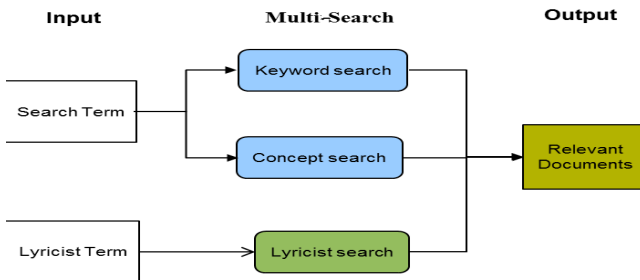 Input
Multi-Search
Output
Keyword search
Search Term
Concept search
Relevant
Documents
Lyricist Term
Lyricist search